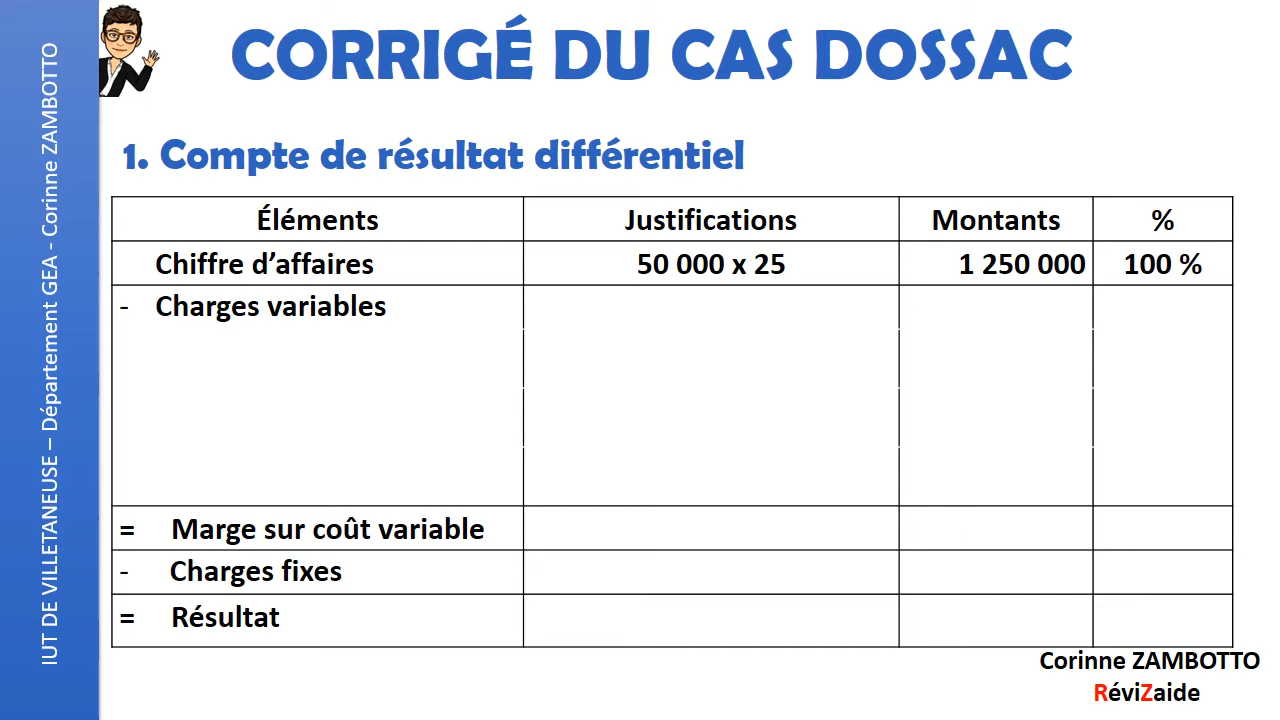 CORRIGÉ DU CAS DOSSAC
IUT DE VILLETANEUSE – Département GEA - Corinne ZAMBOTTO
1. Compte de résultat différentiel
Éléments Justifications Montants %
Chiffre d’affaires 50 000 x 25 1 250 000 100 %
- Charges variables
= Marge sur coût variable
- Charges fixes
= Résultat
Corinne ZAMBOTTO
RéviZaide